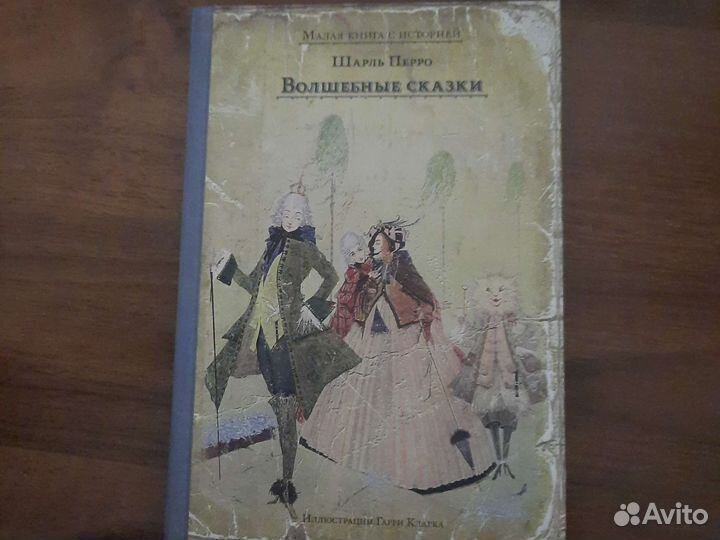 Малая книга с историей
Шарль Перро
Волшебные сказки
Иллюстрации Гарри Кларка
Avito